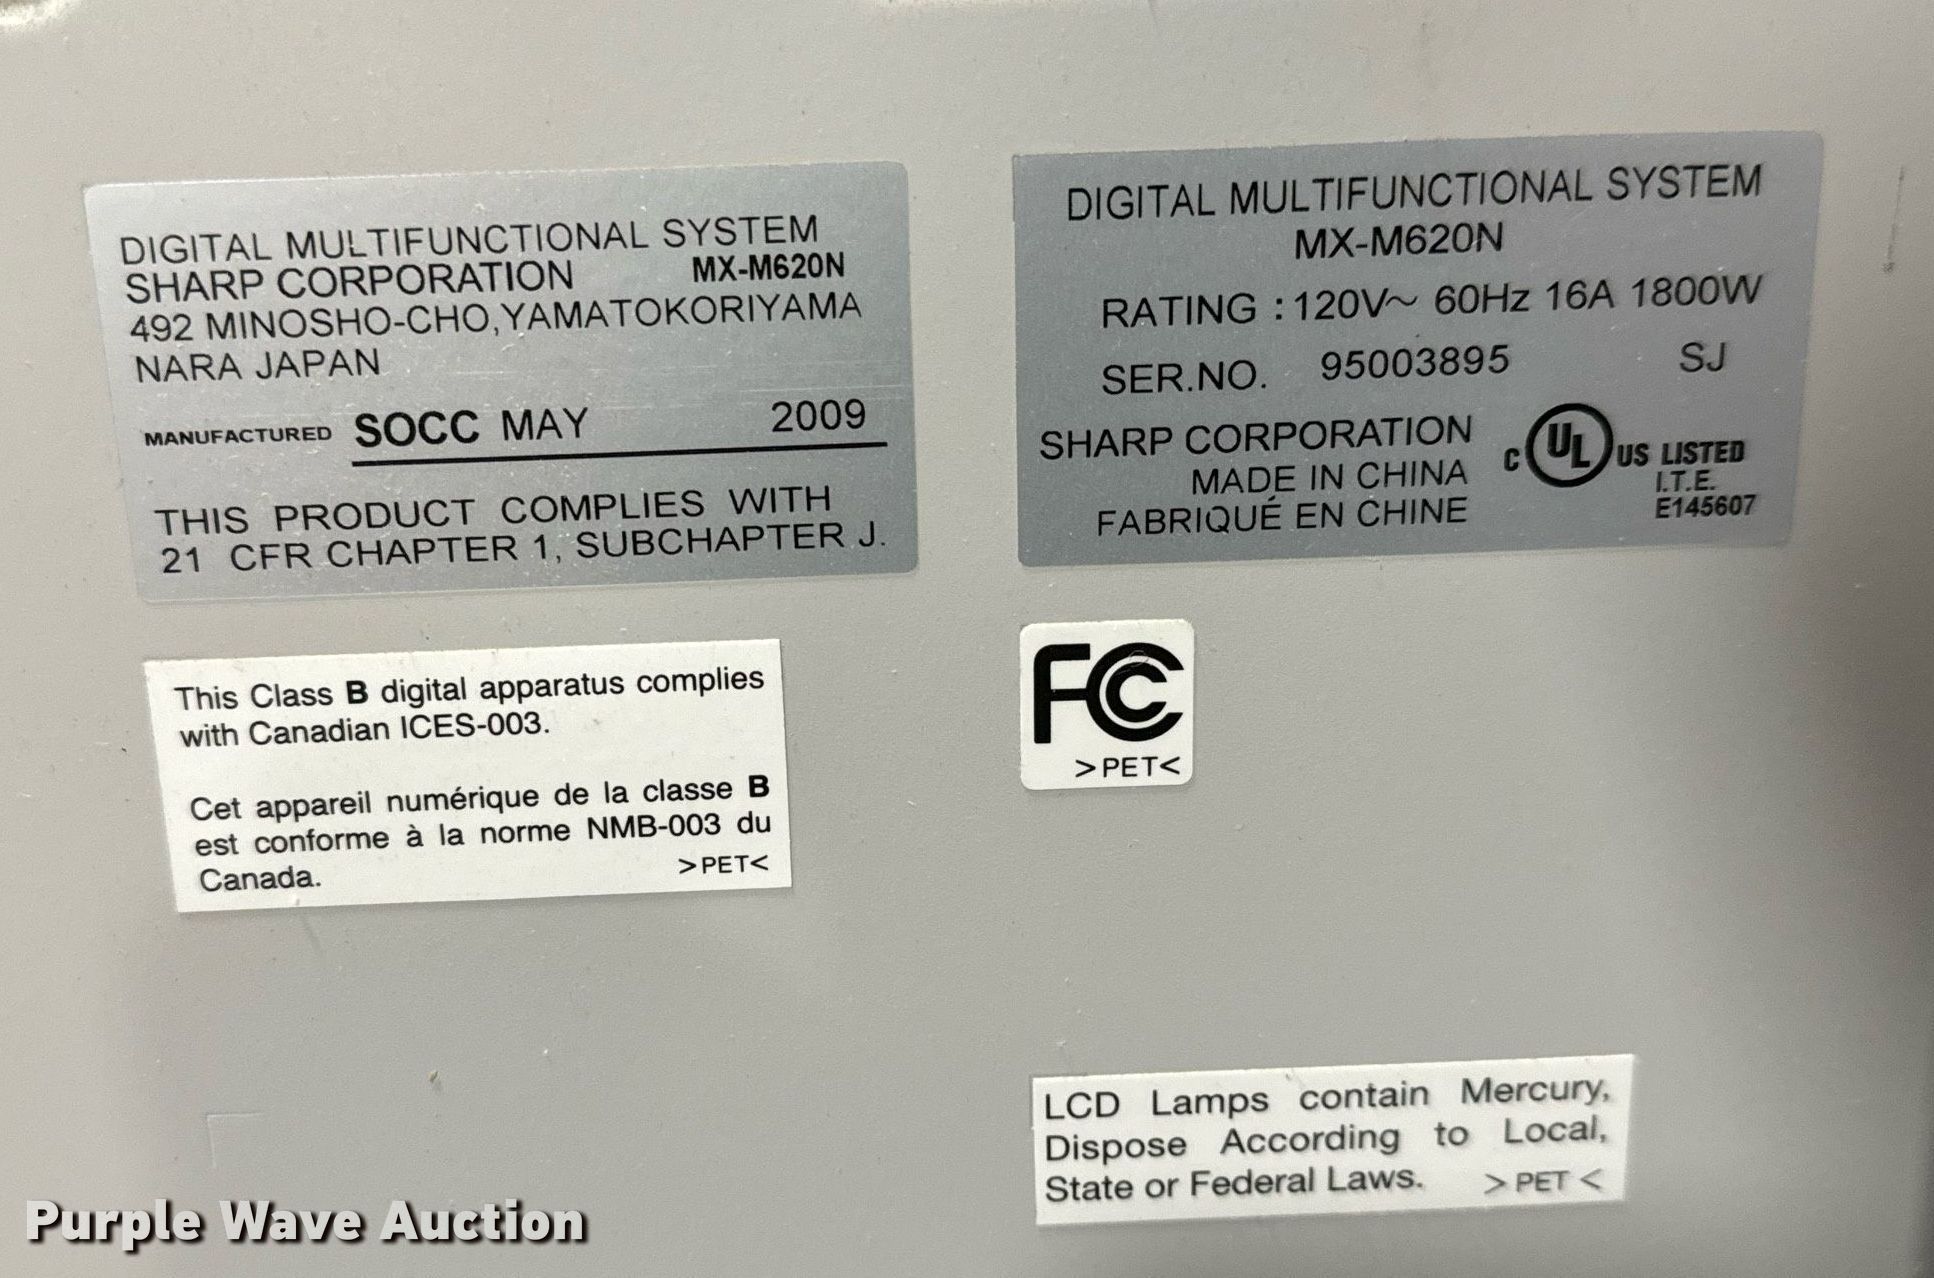 DIGITAL MULTIFUNCTIONAL SYSTEM
SHARP CORPORATION MX-M620N
492 MINOSHO-CHO,YAMATOKORIYAMA
NARA JAPAN
MANUFACTURED SOCC MAY 2009
THIS PRODUCT COMPLIES WITH
21 CFR CHAPTER 1, SUBCHAPTER J.
DIGITAL MULTIFUNCTIONAL SYSTEM
MX-M620N
RATING : 120V~ 60Hz 16A 1800W
SER.NO. 95003895 SJ
SHARP CORPORATION
MADE IN CHINA
FABRIQUÉ EN CHINE
C UL US LISTED
I.T.E.
E145607
This Class B digital apparatus complies
with Canadian ICES-003.
Cet appareil numérique de la classe B
est conforme à la norme NMB-003 du
Canada. >PET<
FCC
>PET<
LCD Lamps contain Mercury,
Dispose According to Local,
State or Federal Laws. >PET<
Purple Wave Auction